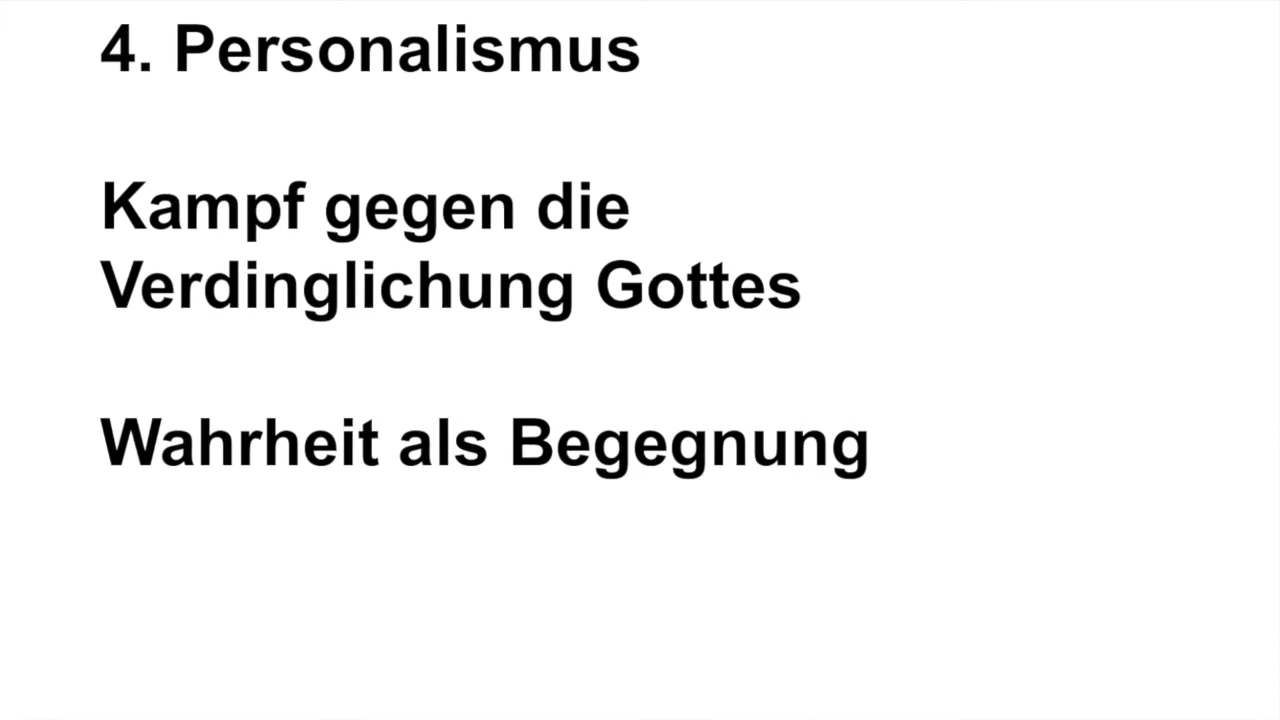 4. Personalismus
Kampf gegen die
Verdinglichung Gottes
Wahrheit als Begegnung